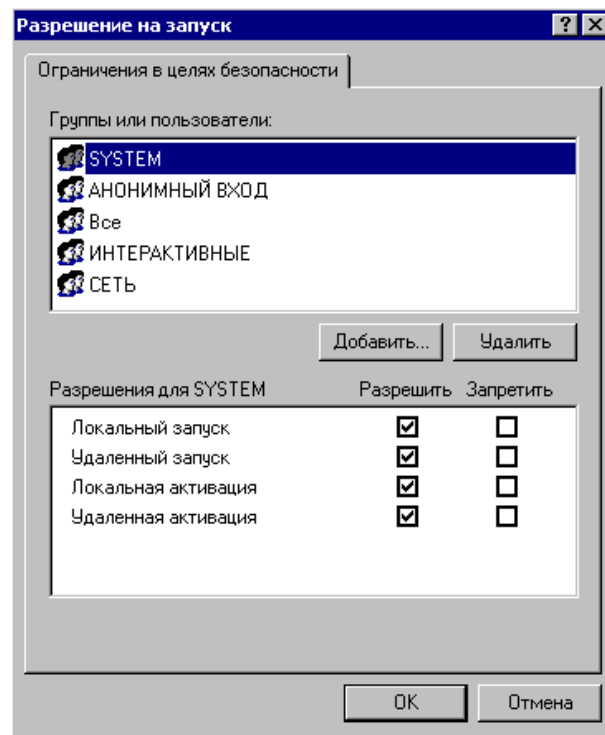 Разрешение на запуск
Ограничения в целях безопасности
Группы или пользователи:
SYSTEM
АНОНИМНЫЙ ВХОД
Все
ИНТЕРАКТИВНЫЕ
СЕТЬ
Добавить... Удалить
Разрешения для SYSTEM Разрешить Запретить
Локальный запуск
Удаленный запуск
Локальная активация
Удаленная активация
OK Отмена